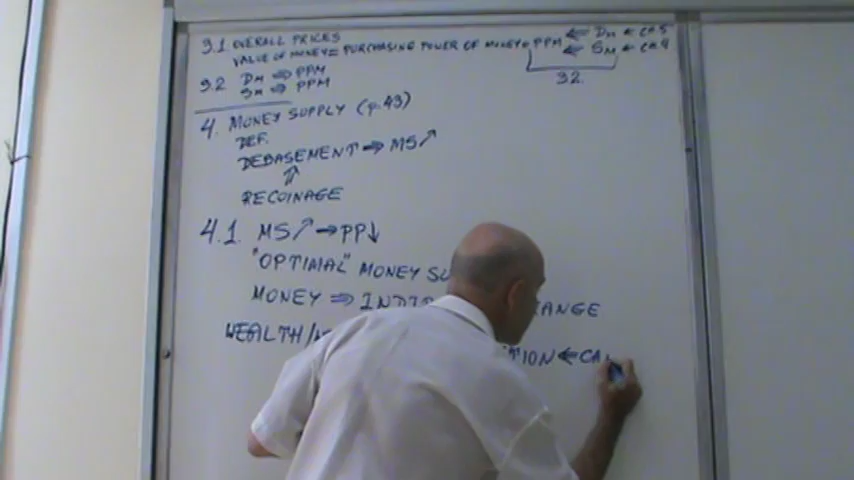 3.1. OVERALL PRICES
VALUE OF MONEY = PURCHASING POWER OF MONEY = PPM ⇐ DM ← CH.5
⇐ SM ← CH.4
3.2 DM ⇒ PPM
SM ⇒ PPM
3.2.
4. MONEY SUPPLY (p.43)
DEF.
DEBASEMENT ⇒ MS↗
⇑
RECOINAGE
4.1. MS↗ → PP↓
"OPTIMAL" MONEY SU
MONEY ⇒ INDIR ANGE
WEALTH/ TION ⇐ CA